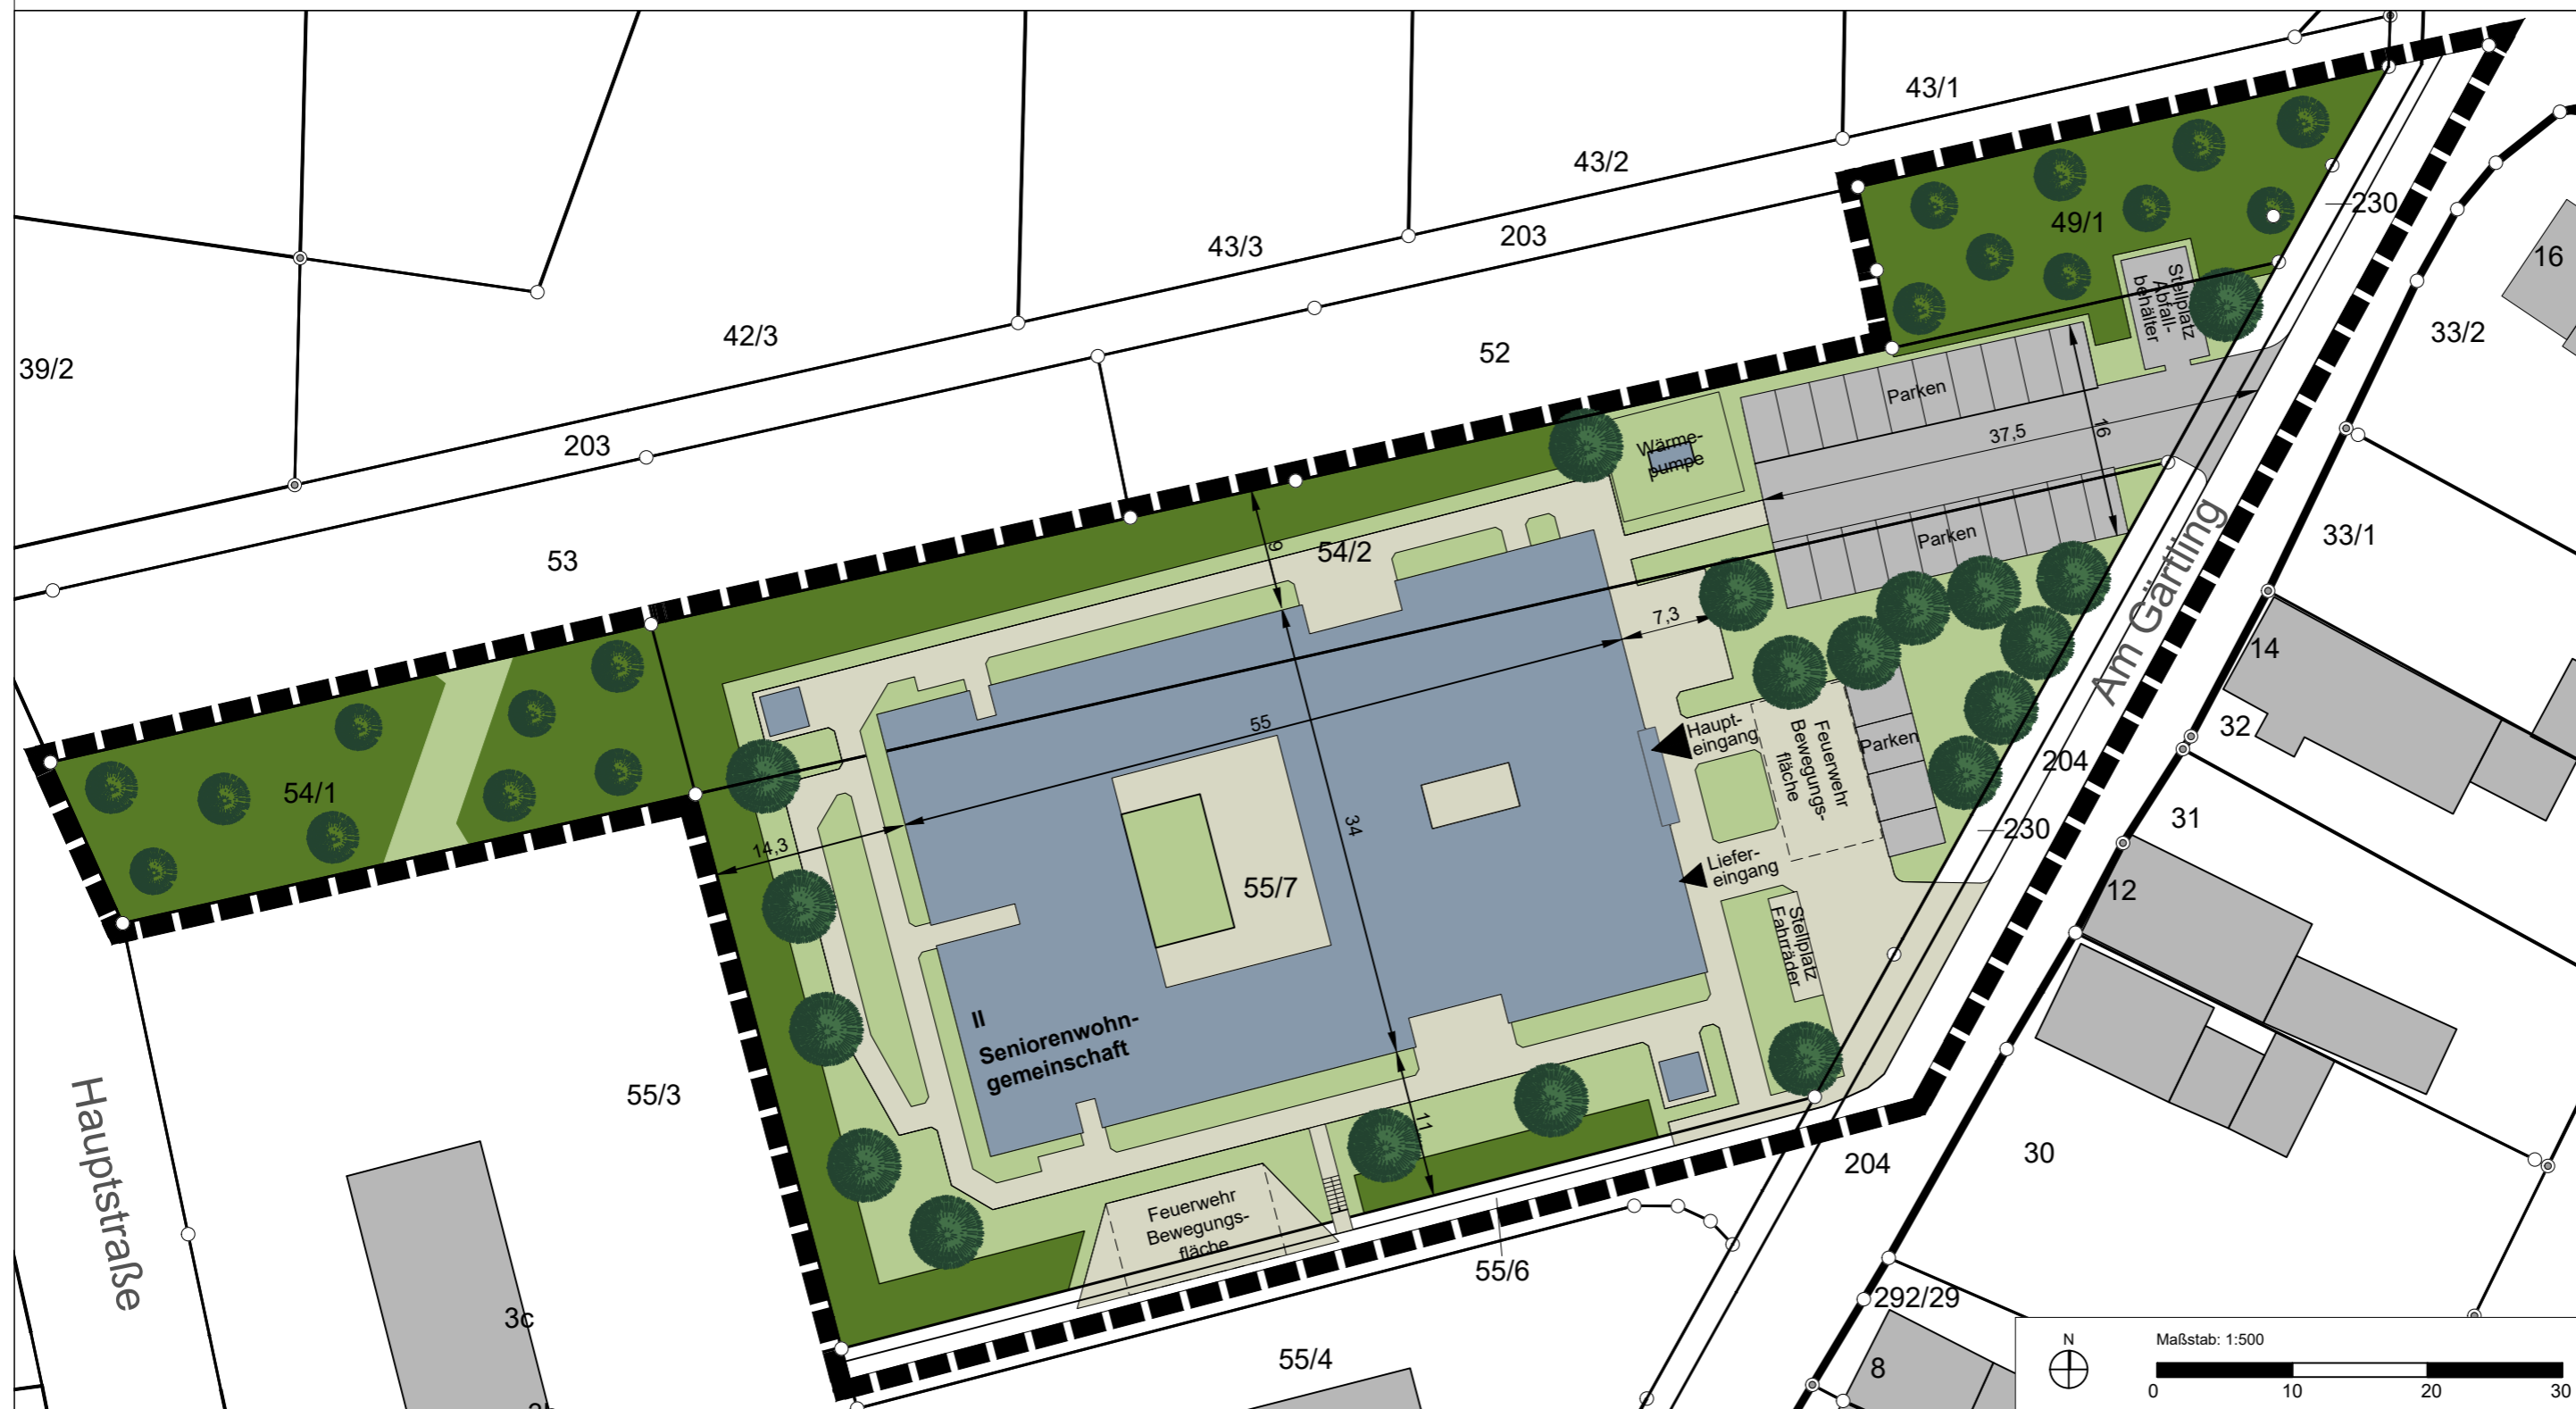 43/1
43/2
43/3
203
42/3
39/2
52
203
53
49/1
230
16
33/2
Stellplatz
Abfall-
behälter
Parken
37,5
16
Wärme-
pumpe
Parken
33/1
9
54/2
7,3
Am Gärtling
14
55
Haupt-
eingang
Feuerwehr
Bewegungs-
fläche
Parken
32
204
54/1
34
14,3
230
31
Liefer-
eingang
55/7
12
Stellplatz
Fahrräder
II
Seniorenwohn-
gemeinschaft
55/3
11
204
30
Hauptstraße
Feuerwehr
Bewegungs-
fläche
55/6
292/29
3c
55/4
8
N
Maßstab: 1:500
0
10
20
30